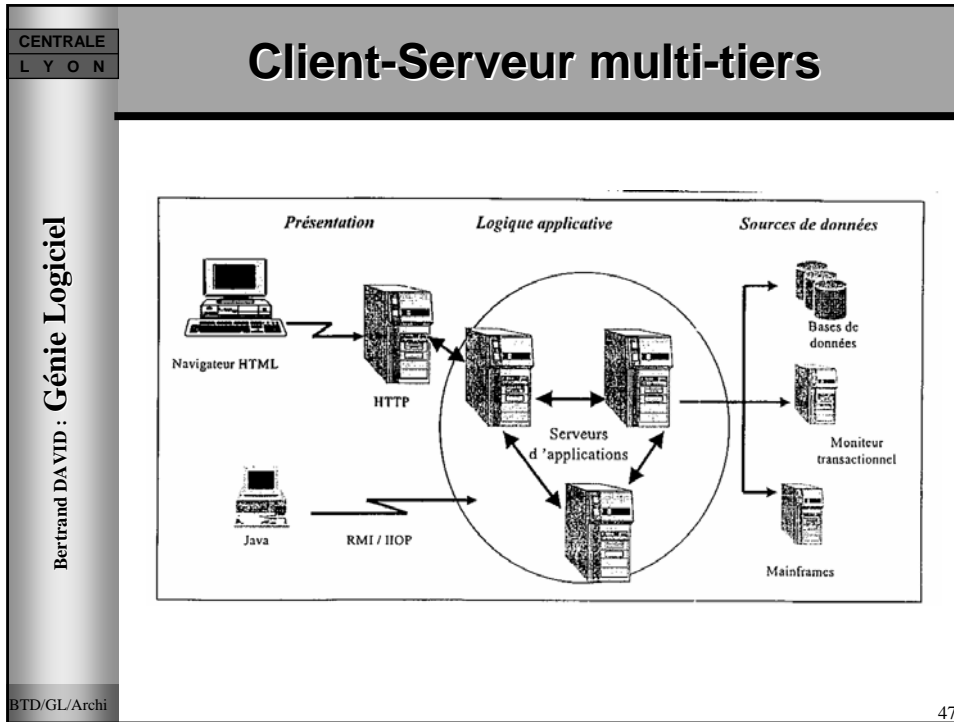 CENTRALE
LYON
Client-Serveur multi-tiers
Bertrand DAVID : Génie Logiciel
Présentation
Logique applicative
Sources de données
Navigateur HTML
HTTP
Serveurs
d 'applications
Java
RMI / IIOP
Bases de
données
Moniteur
transactionnel
Mainframes
BTD/GL/Archi
47